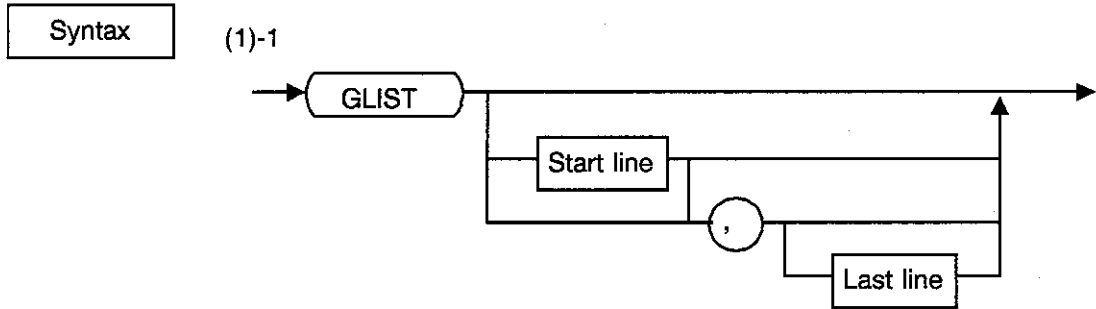 Syntax
(1)-1
GLIST
Start line
,
Last line